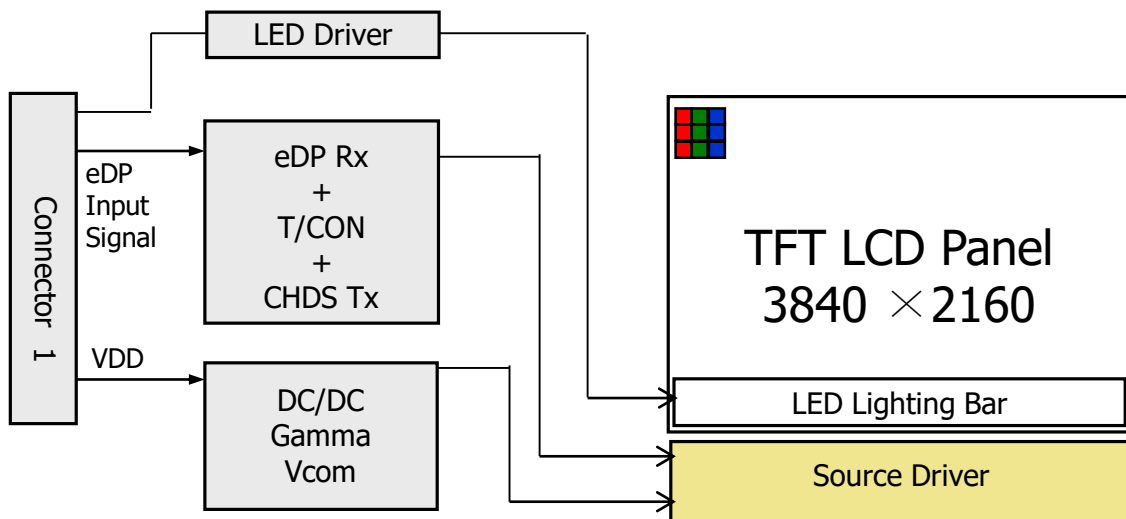 LED Driver
Connector 1
eDP
Input
Signal
eDP Rx
+
T/CON
+
CHDS Tx
VDD
DC/DC
Gamma
Vcom
TFT LCD Panel
3840 ×2160
LED Lighting Bar
Source Driver